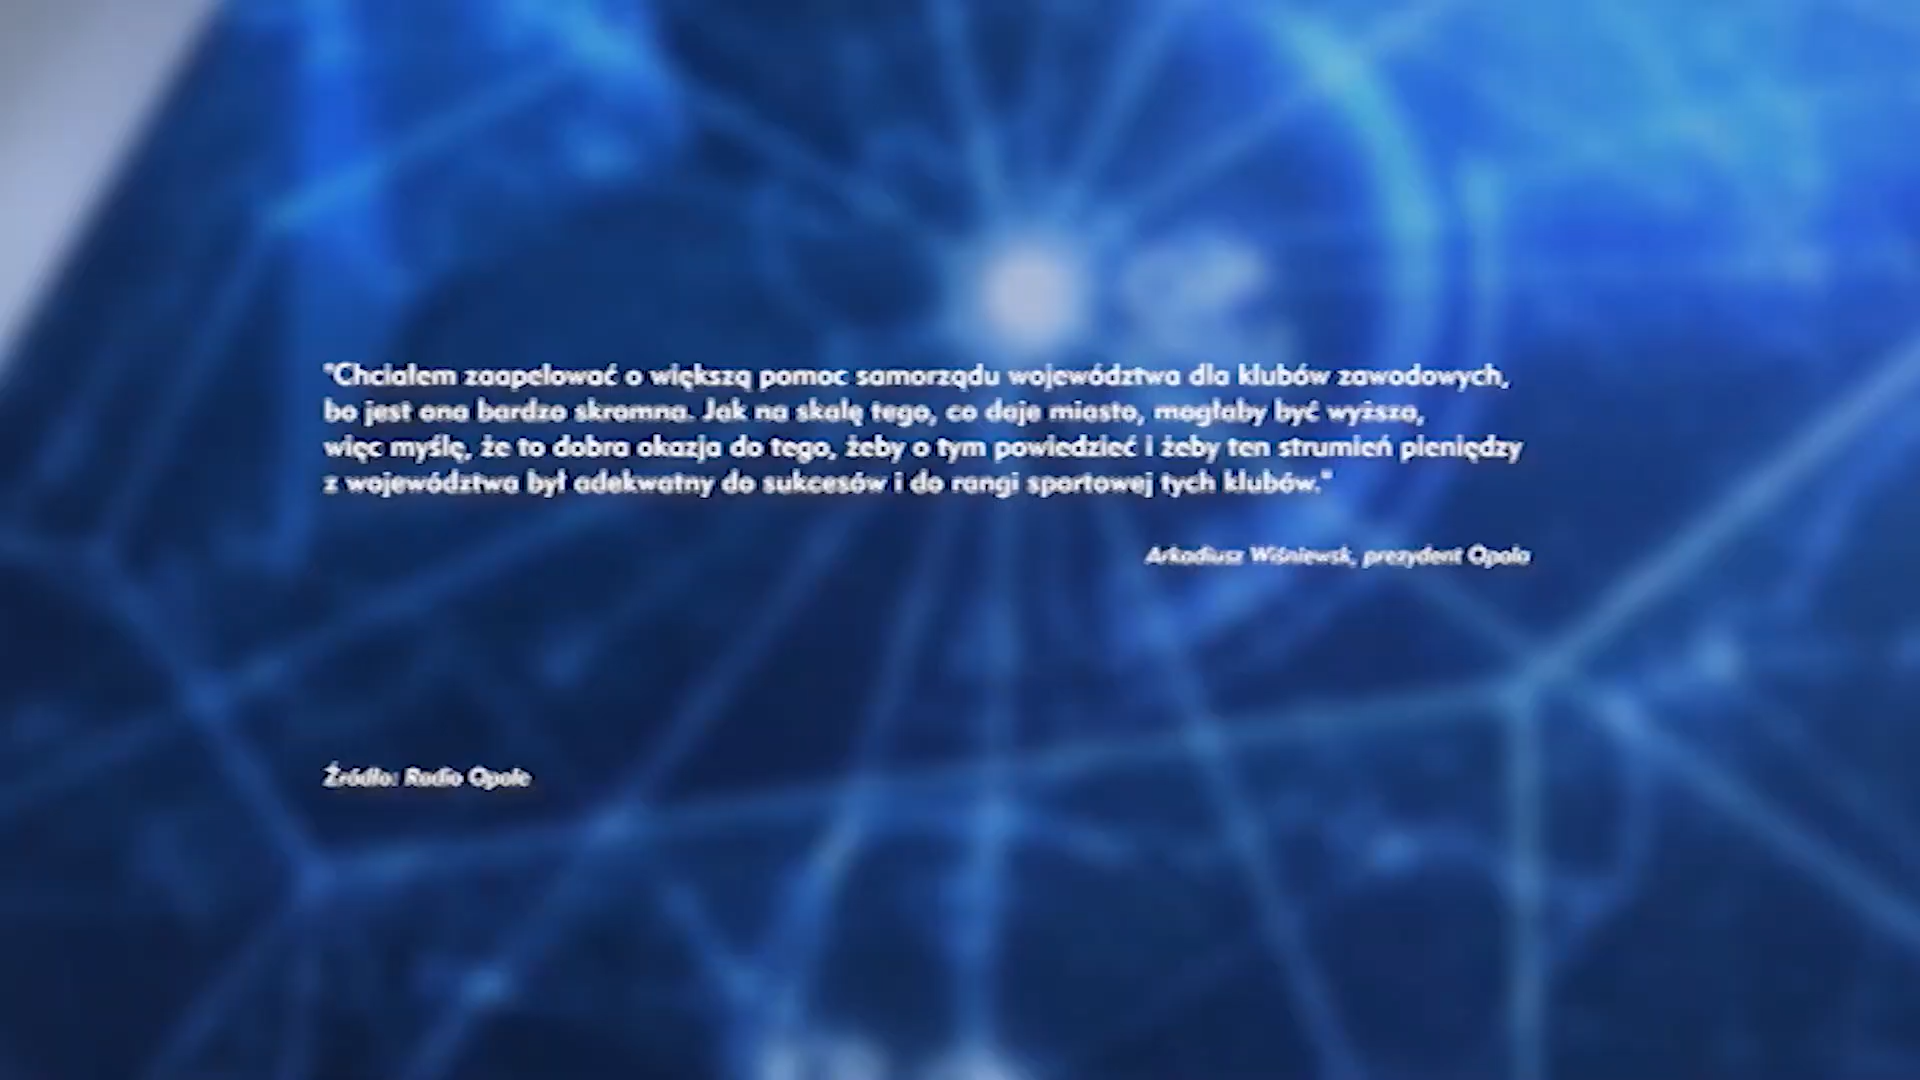 "Chciałem zaapelować o większą pomoc samorządu województwa dla klubów zawodowych,
bo jest ona bardzo skromna. Jak na skalę tego, co daje miasto, mogłaby być wyższa,
więc myślę, że to dobra okazja do tego, żeby o tym powiedzieć i żeby ten strumień pieniędzy
z województwa był adekwatny do sukcesów i do rangi sportowej tych klubów."
Arkadiusz Wiśniewsk, prezydent Opola
Źródło: Radio Opole